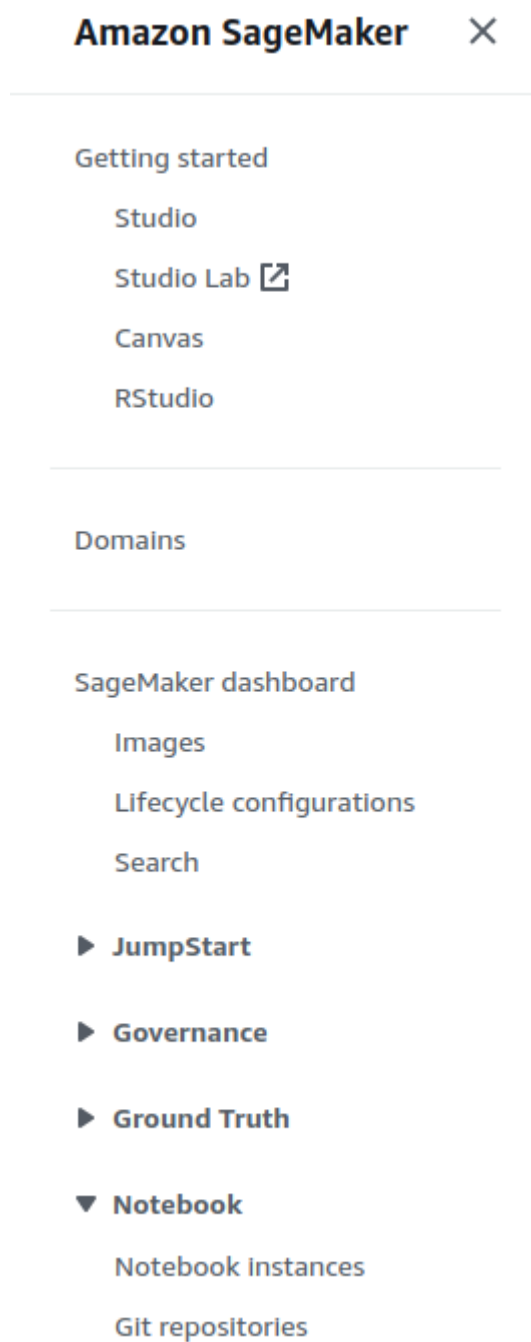 Amazon SageMaker
Getting started
Studio
Studio Lab
Canvas
RStudio
Domains
SageMaker dashboard
Images
Lifecycle configurations
Search
JumpStart
Governance
Ground Truth
Notebook
Notebook instances
Git repositories